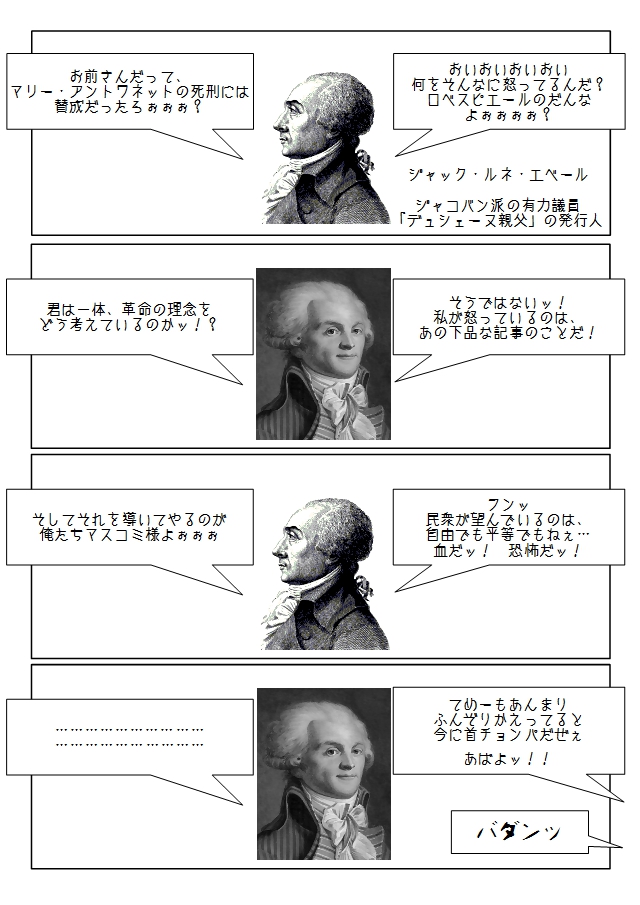 おいおいおいおい
何をそんなに怒ってるんだ?
ロベスピエールのだんな
よぉぉぉぉ?
お前さんだって、
マリー・アントワネットの死刑には
賛成だったろぉぉぉ?
ジャック・ルネ・エベール
ジャコバン派の有力議員
「デュシェーヌ親父」の発行人
そうではないッ!
私が怒っているのは、
あの下品な記事のことだ!
君は一体、革命の理念を
どう考えているのかッ!?
フンッ
民衆が望んでいるのは、
自由でも平等でもねぇ…
血だッ! 恐怖だッ!
そしてそれを導いてやるのが
俺たちマスコミ様よぉぉぉ
てめーもあんまり
ふんぞりかえってると
今に首チョンパだぜぇ
あばよッ!!
……………………………
……………………………
バダンッ